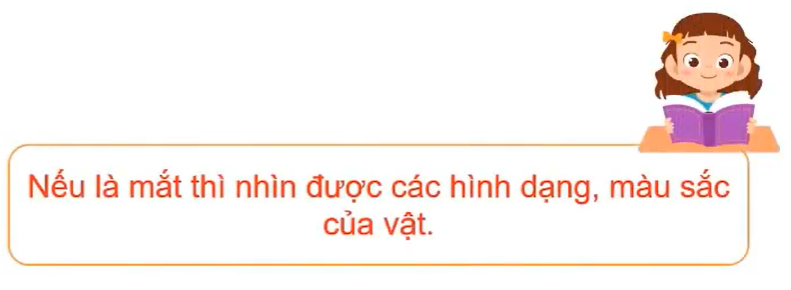 Nếu là mắt thì nhìn được các hình dạng, màu sắc
của vật.